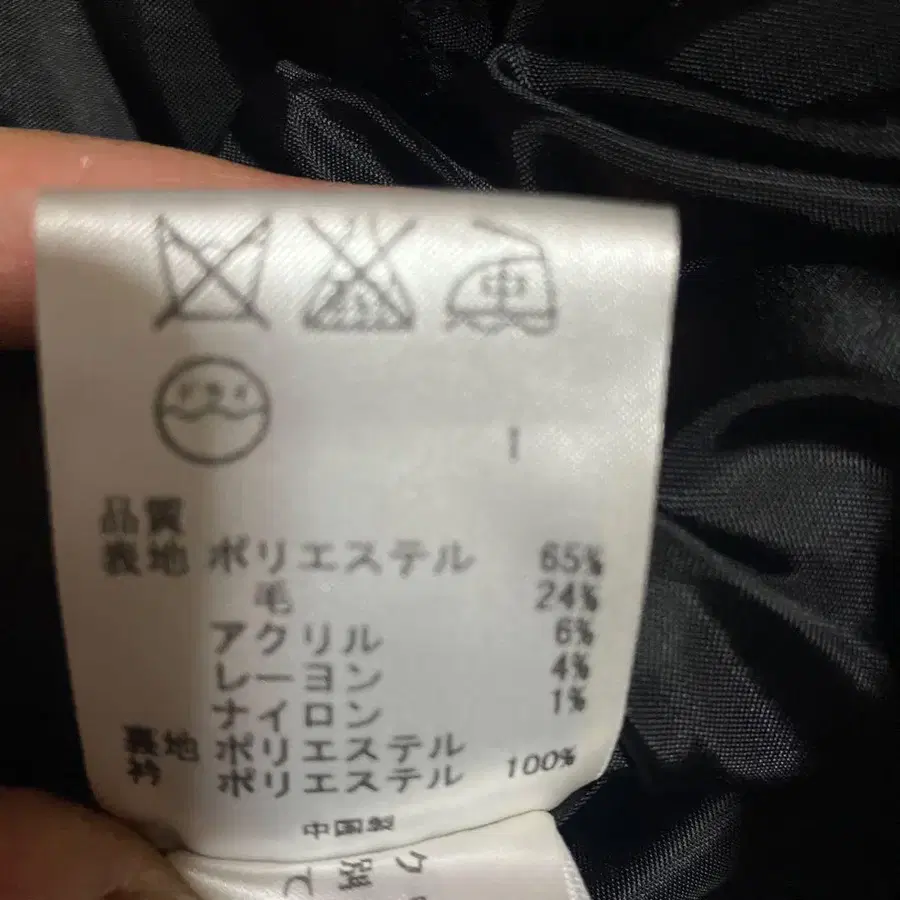 中
ドライ
品質
表地 ポリエステル 65%
毛 24%
アクリル 6%
レーヨン 4%
ナイロン 1%
裏地 ポリエステル
衿 ポリエステル 100%
中国製